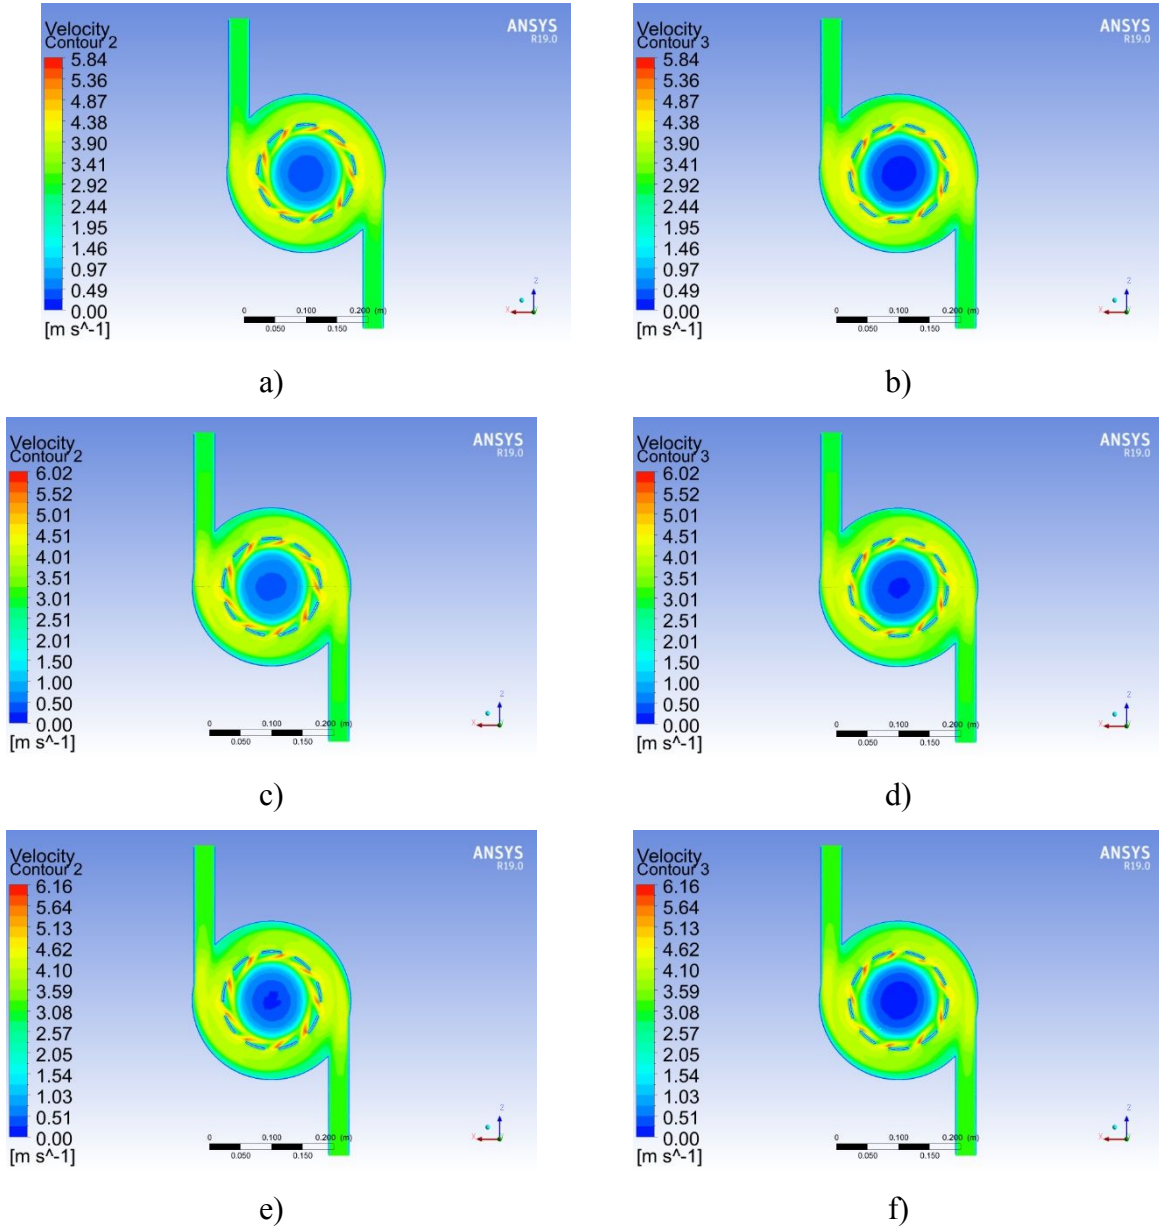 Velocity
Contour 2
5.84
5.36
4.87
4.38
3.90
3.41
2.92
2.44
1.95
1.46
0.97
0.49
0.00
[m s^-1]
ANSYS
R19.0
0 0.100 0.200 (m)
0.050 0.150
Z
X
Y
a)
Velocity
Contour 3
5.84
5.36
4.87
4.38
3.90
3.41
2.92
2.44
1.95
1.46
0.97
0.49
0.00
[m s^-1]
ANSYS
R19.0
0 0.100 0.200 (m)
0.050 0.150
Z
X
Y
b)
Velocity
Contour 2
6.02
5.52
5.01
4.51
4.01
3.51
3.01
2.51
2.01
1.50
1.00
0.50
0.00
[m s^-1]
ANSYS
R19.0
0 0.100 0.200 (m)
0.050 0.150
Z
X
Y
c)
Velocity
Contour 3
6.02
5.52
5.01
4.51
4.01
3.51
3.01
2.51
2.01
1.50
1.00
0.50
0.00
[m s^-1]
ANSYS
R19.0
0 0.100 0.200 (m)
0.050 0.150
Z
X
Y
d)
Velocity
Contour 2
6.16
5.64
5.13
4.62
4.10
3.59
3.08
2.57
2.05
1.54
1.03
0.51
0.00
[m s^-1]
ANSYS
R19.0
0 0.100 0.200 (m)
0.050 0.150
Z
X
Y
e)
Velocity
Contour 3
6.16
5.64
5.13
4.62
4.10
3.59
3.08
2.57
2.05
1.54
1.03
0.51
0.00
[m s^-1]
ANSYS
R19.0
0 0.100 0.200 (m)
0.050 0.150
Z
X
Y
f)